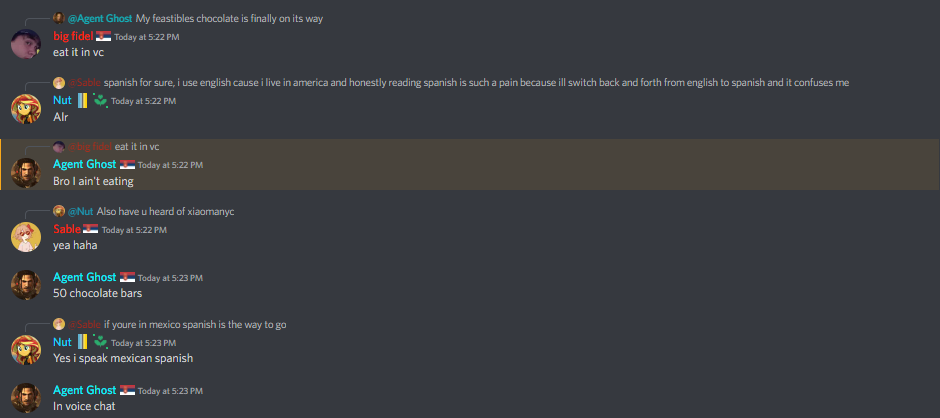 @Agent Ghost My feastibles chocolate is finally on its way
big fidel Today at 5:22 PM
eat it in vc
@Sable spanish for sure, i use english cause i live in america and honestly reading spanish is such a pain because ill switch back and forth from english to spanish and it confuses me
Nut Today at 5:22 PM
Alr
@big fidel eat it in vc
Agent Ghost Today at 5:22 PM
Bro I ain't eating
@Nut Also have u heard of xiaomanyc
Sable Today at 5:22 PM
yea haha
Agent Ghost Today at 5:23 PM
50 chocolate bars
@Sable if youre in mexico spanish is the way to go
Nut Today at 5:23 PM
Yes i speak mexican spanish
Agent Ghost Today at 5:23 PM
In voice chat